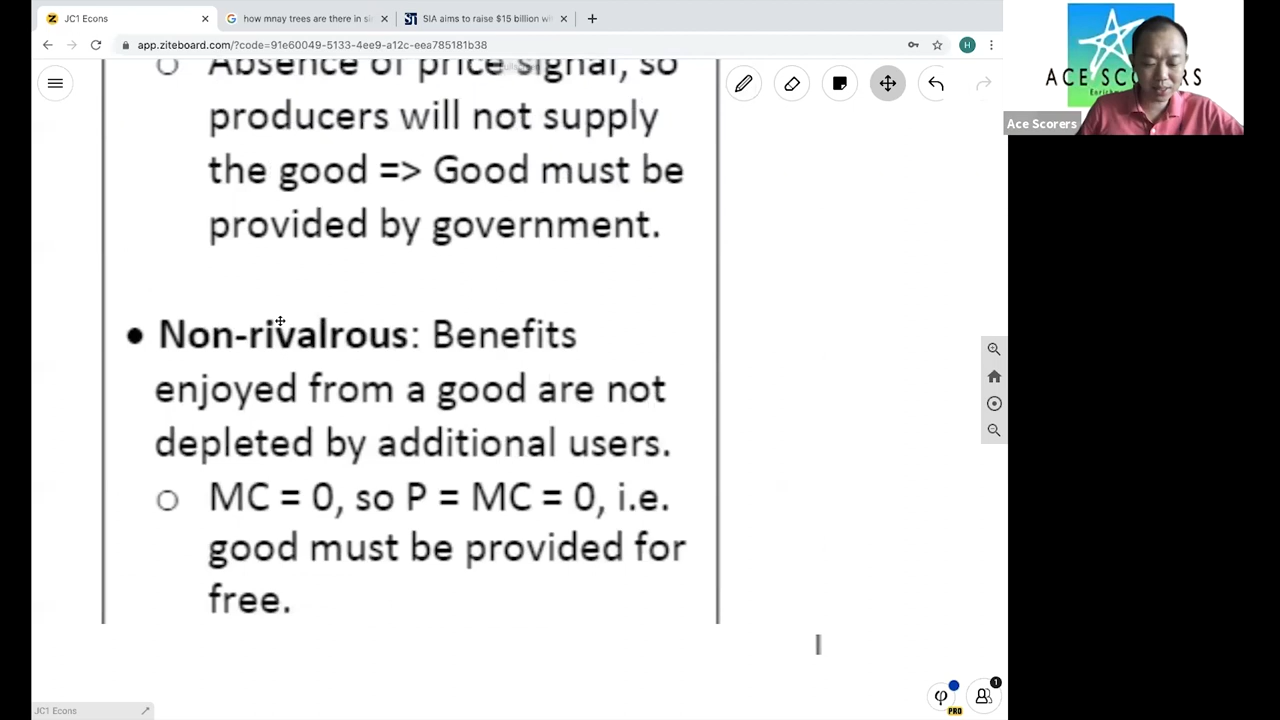 JC1 Econs
how mnay trees are there in si
SIA aims to raise $15 billion wi
app.ziteboard.com/?code=91e60049-5133-4ee9-a12c-eea785181b38
H
ACE SCORERS
Ace Scorers
Absence of price signal, so
producers will not supply
the good => Good must be
provided by government.
• Non-rivalrous: Benefits
enjoyed from a good are not
depleted by additional users.
○ MC = 0, so P = MC = 0, i.e.
good must be provided for
free.
JC1 Econs
PRO
1